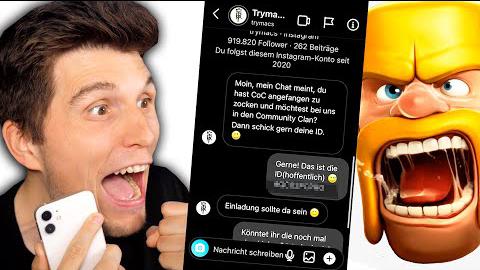 Tryma...
trymacs · Instagram
919.820 Follower · 262 Beiträge
Du folgst diesem Instagram-Konto seit
2020
Moin, mein Chat meint, du
hast CoC angefangen zu
zocken und möchtest bei uns
in den Community Clan?
Dann schick gern deine ID.
🙂
Gerne! Das ist die
ID(hoffentlich) 🙂
Einladung sollte da sein 🙂
Könntet ihr die noch mal
Nachricht schreiben